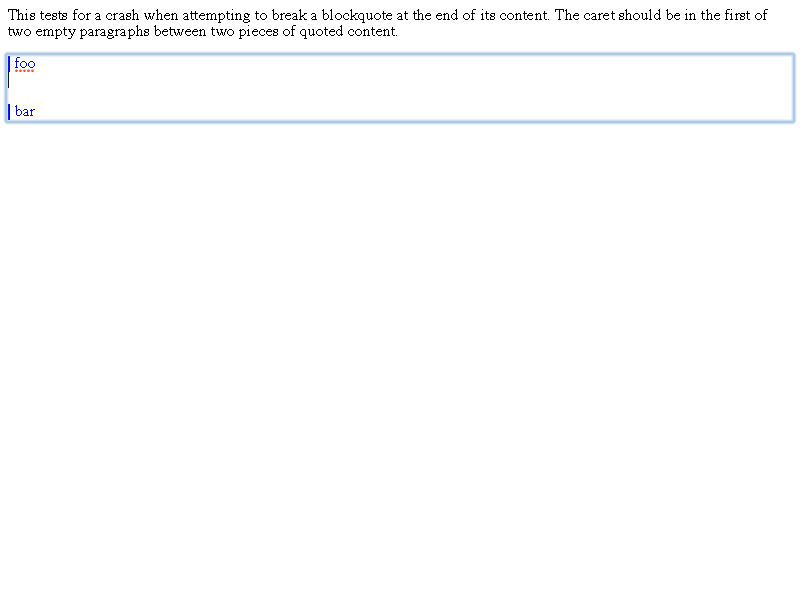 This tests for a crash when attempting to break a blockquote at the end of its content. The caret should be in the first of
two empty paragraphs between two pieces of quoted content.
foo
bar